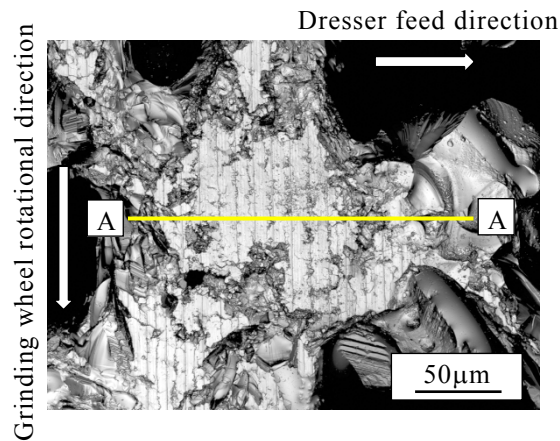 Dresser feed direction
Grinding wheel rotational direction
A
A
50μm